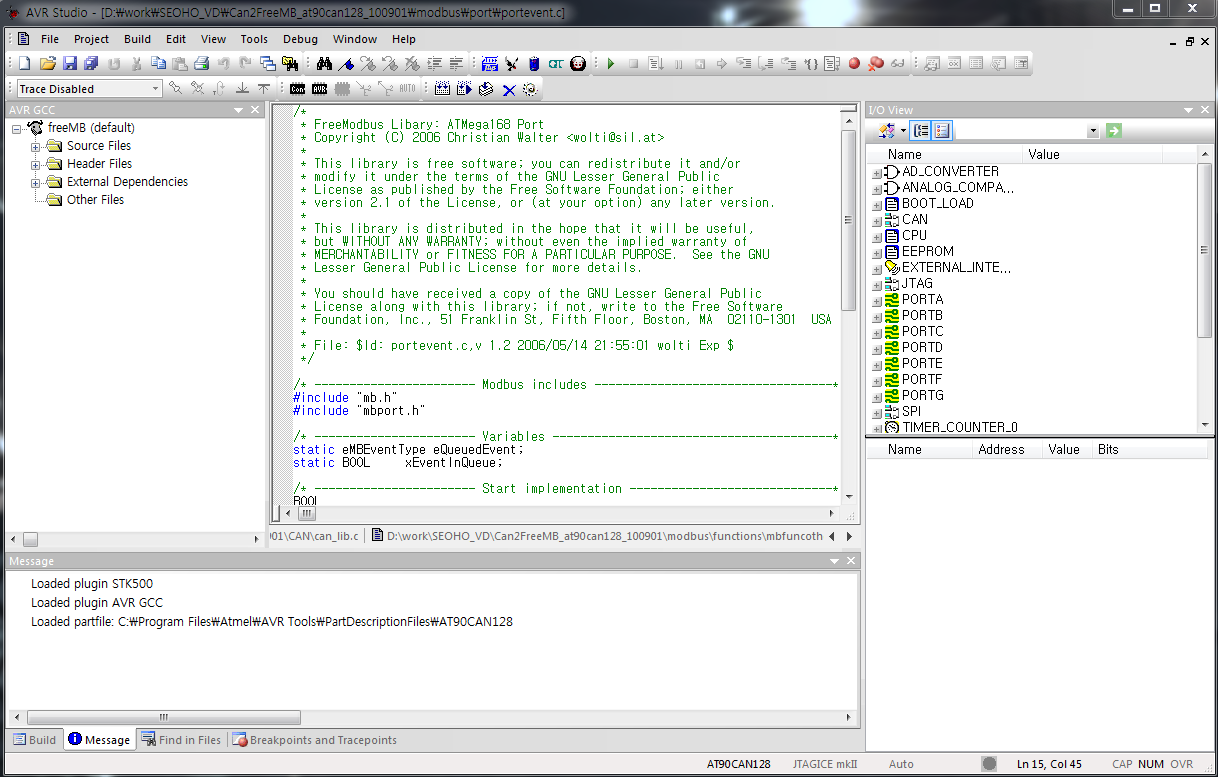 AVR Studio - [D:₩work₩SEOHO_VD₩Can2FreeMB_at90can128_100901₩modbus₩port₩portevent.c]
File Project Build Edit View Tools Debug Window Help
Trace Disabled
Con AVR AUTO
AVR GCC
freeMB (default)
Source Files
Header Files
External Dependencies
Other Files
/*
* FreeModbus Libary: ATMega168 Port
* Copyright (C) 2006 Christian Walter <wolti@sil.at>
*
* This library is free software; you can redistribute it and/or
* modify it under the terms of the GNU Lesser General Public
* License as published by the Free Software Foundation; either
* version 2.1 of the License, or (at your option) any later version.
*
* This library is distributed in the hope that it will be useful,
* but WITHOUT ANY WARRANTY; without even the implied warranty of
* MERCHANTABILITY or FITNESS FOR A PARTICULAR PURPOSE.  See the GNU
* Lesser General Public License for more details.
*
* You should have received a copy of the GNU Lesser General Public
* License along with this library; if not, write to the Free Software
* Foundation, Inc., 51 Franklin St, Fifth Floor, Boston, MA  02110-1301  USA
*
* File: $Id: portevent.c,v 1.2 2006/05/14 21:55:01 wolti Exp $
*/
/* ----------------------- Modbus includes ----------------------------------*
#include "mb.h"
#include "mbport.h"
/* ----------------------- Variables ----------------------------------------*
static eMBEventType eQueuedEvent;
static BOOL     xEventInQueue;
/* ----------------------- Start implementation -----------------------------*
BOOL
01₩CAN₩can_lib.c D:₩work₩SEOHO_VD₩Can2FreeMB_at90can128_100901₩modbus₩functions₩mbfuncoth
I/O View
Name Value
AD_CONVERTER
ANALOG_COMPA...
BOOT_LOAD
CAN
CPU
EEPROM
EXTERNAL_INTE...
JTAG
PORTA
PORTB
PORTC
PORTD
PORTE
PORTF
PORTG
SPI
TIMER_COUNTER_0
Name Address Value Bits
Message
Loaded plugin STK500
Loaded plugin AVR GCC
Loaded partfile: C:₩Program Files₩Atmel₩AVR Tools₩PartDescriptionFiles₩AT90CAN128
Build Message Find in Files Breakpoints and Tracepoints
AT90CAN128 JTAGICE mkII Auto Ln 15, Col 45 CAP NUM OVR